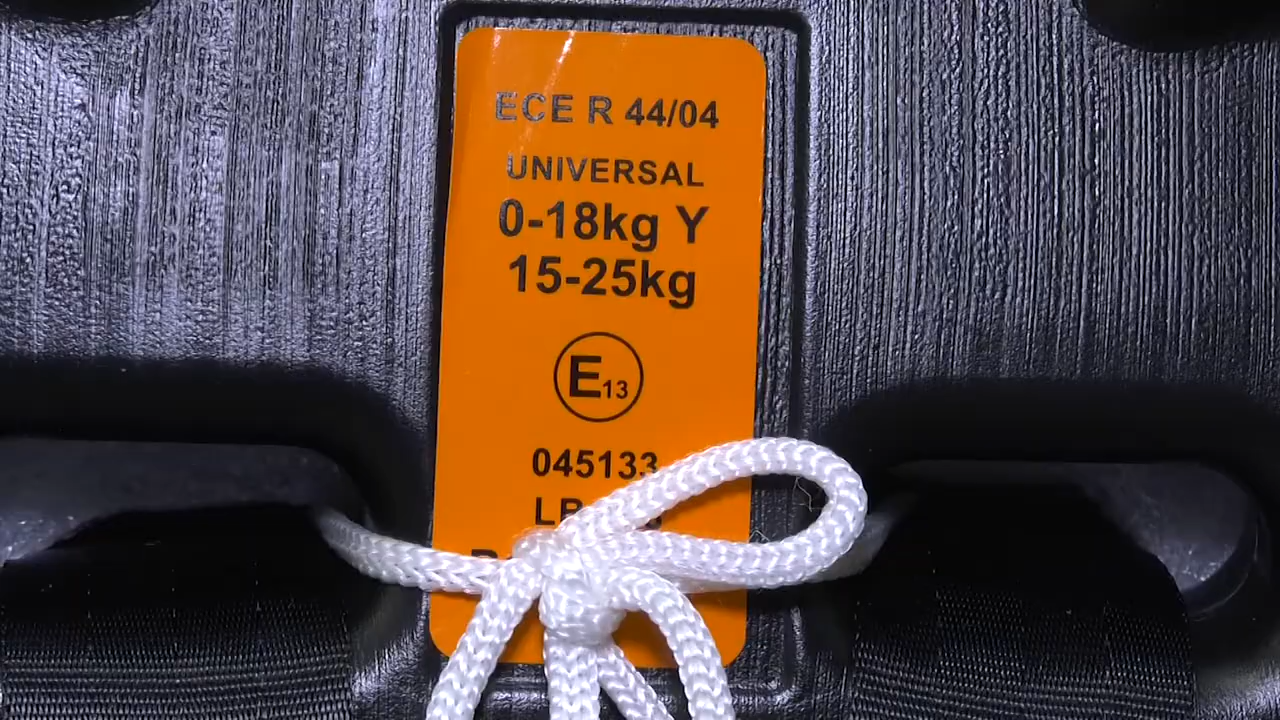 ECE R 44/04
UNIVERSAL
0-18kg Y
15-25kg
E13
045133